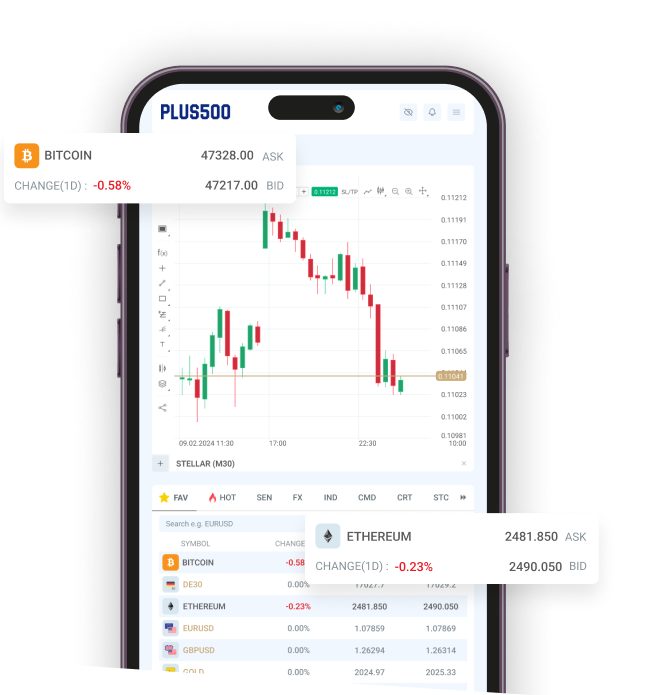 PLUS500
BITCOIN 47328.00 ASK
CHANGE(1D) : -0.58% 47217.00 BID
+ 0.11212 SL/TP
0.11212
0.11191
f(x)
0.11170
0.11149
0.11128
0.11107
0.11086
T
0.11065
0.11041
0.11023
0.11002
0.10981
09.02.2024 11:30 17:00 22:30 10:00
+ STELLAR (M30) ×
FAV HOT SEN FX IND CMD CRT STC
Search e.g. EURUSD
ETHEREUM 2481.850 ASK
CHANGE(1D) : -0.23% 2490.050 BID
SYMBOL CHANGE
BITCOIN -0.58
DE30 0.00% 17027.7 17029.2
ETHEREUM -0.23% 2481.850 2490.050
EURUSD 0.00% 1.07859 1.07869
GBPUSD 0.00% 1.26294 1.26314
GOLD 0.00% 2024.97 2025.33